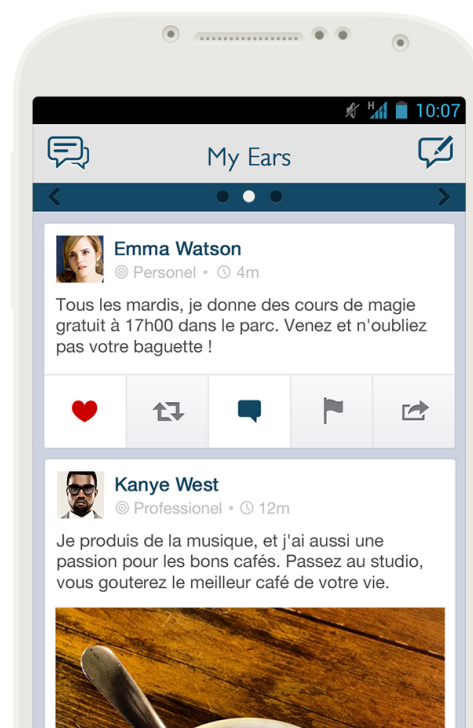 H 10:07
My Ears
Emma Watson
Personel • 4m
Tous les mardis, je donne des cours de magie
gratuit à 17h00 dans le parc. Venez et n'oubliez
pas votre baguette !
Kanye West
Professionel • 12m
Je produis de la musique, et j'ai aussi une
passion pour les bons cafés. Passez au studio,
vous gouterez le meilleur café de votre vie.